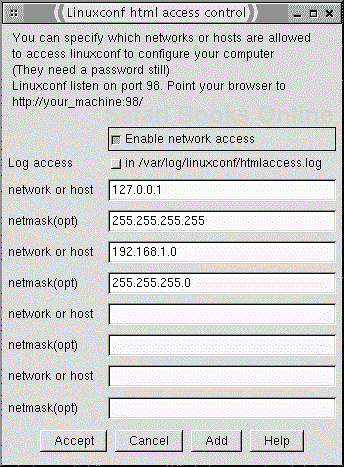 Linuxconf html access control
You can specify which networks or hosts are allowed
to access linuxconf to configure your computer
(They need a password still)
Linuxconf listen on port 98. Point your browser to
http://your_machine:98/
Safari Books Online
Enable network access
Log access in /var/log/linuxconf/htmlaccess.log
network or host 127.0.0.1
netmask(opt) 255.255.255.255
network or host 192.168.1.0
netmask(opt) 255.255.255.0
network or host
netmask(opt)
network or host
netmask(opt)
Accept Cancel Add Help